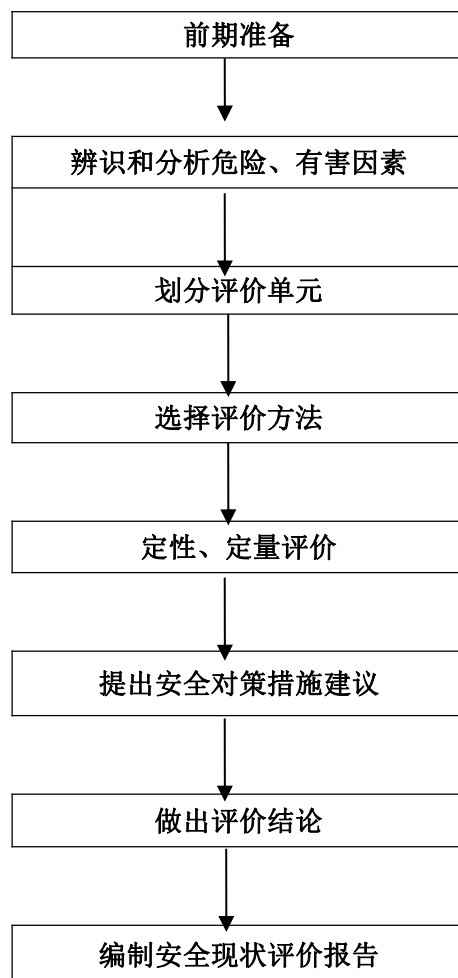 前期准备
辨识和分析危险、有害因素
划分评价单元
选择评价方法
定性、定量评价
提出安全对策措施建议
做出评价结论
编制安全现状评价报告